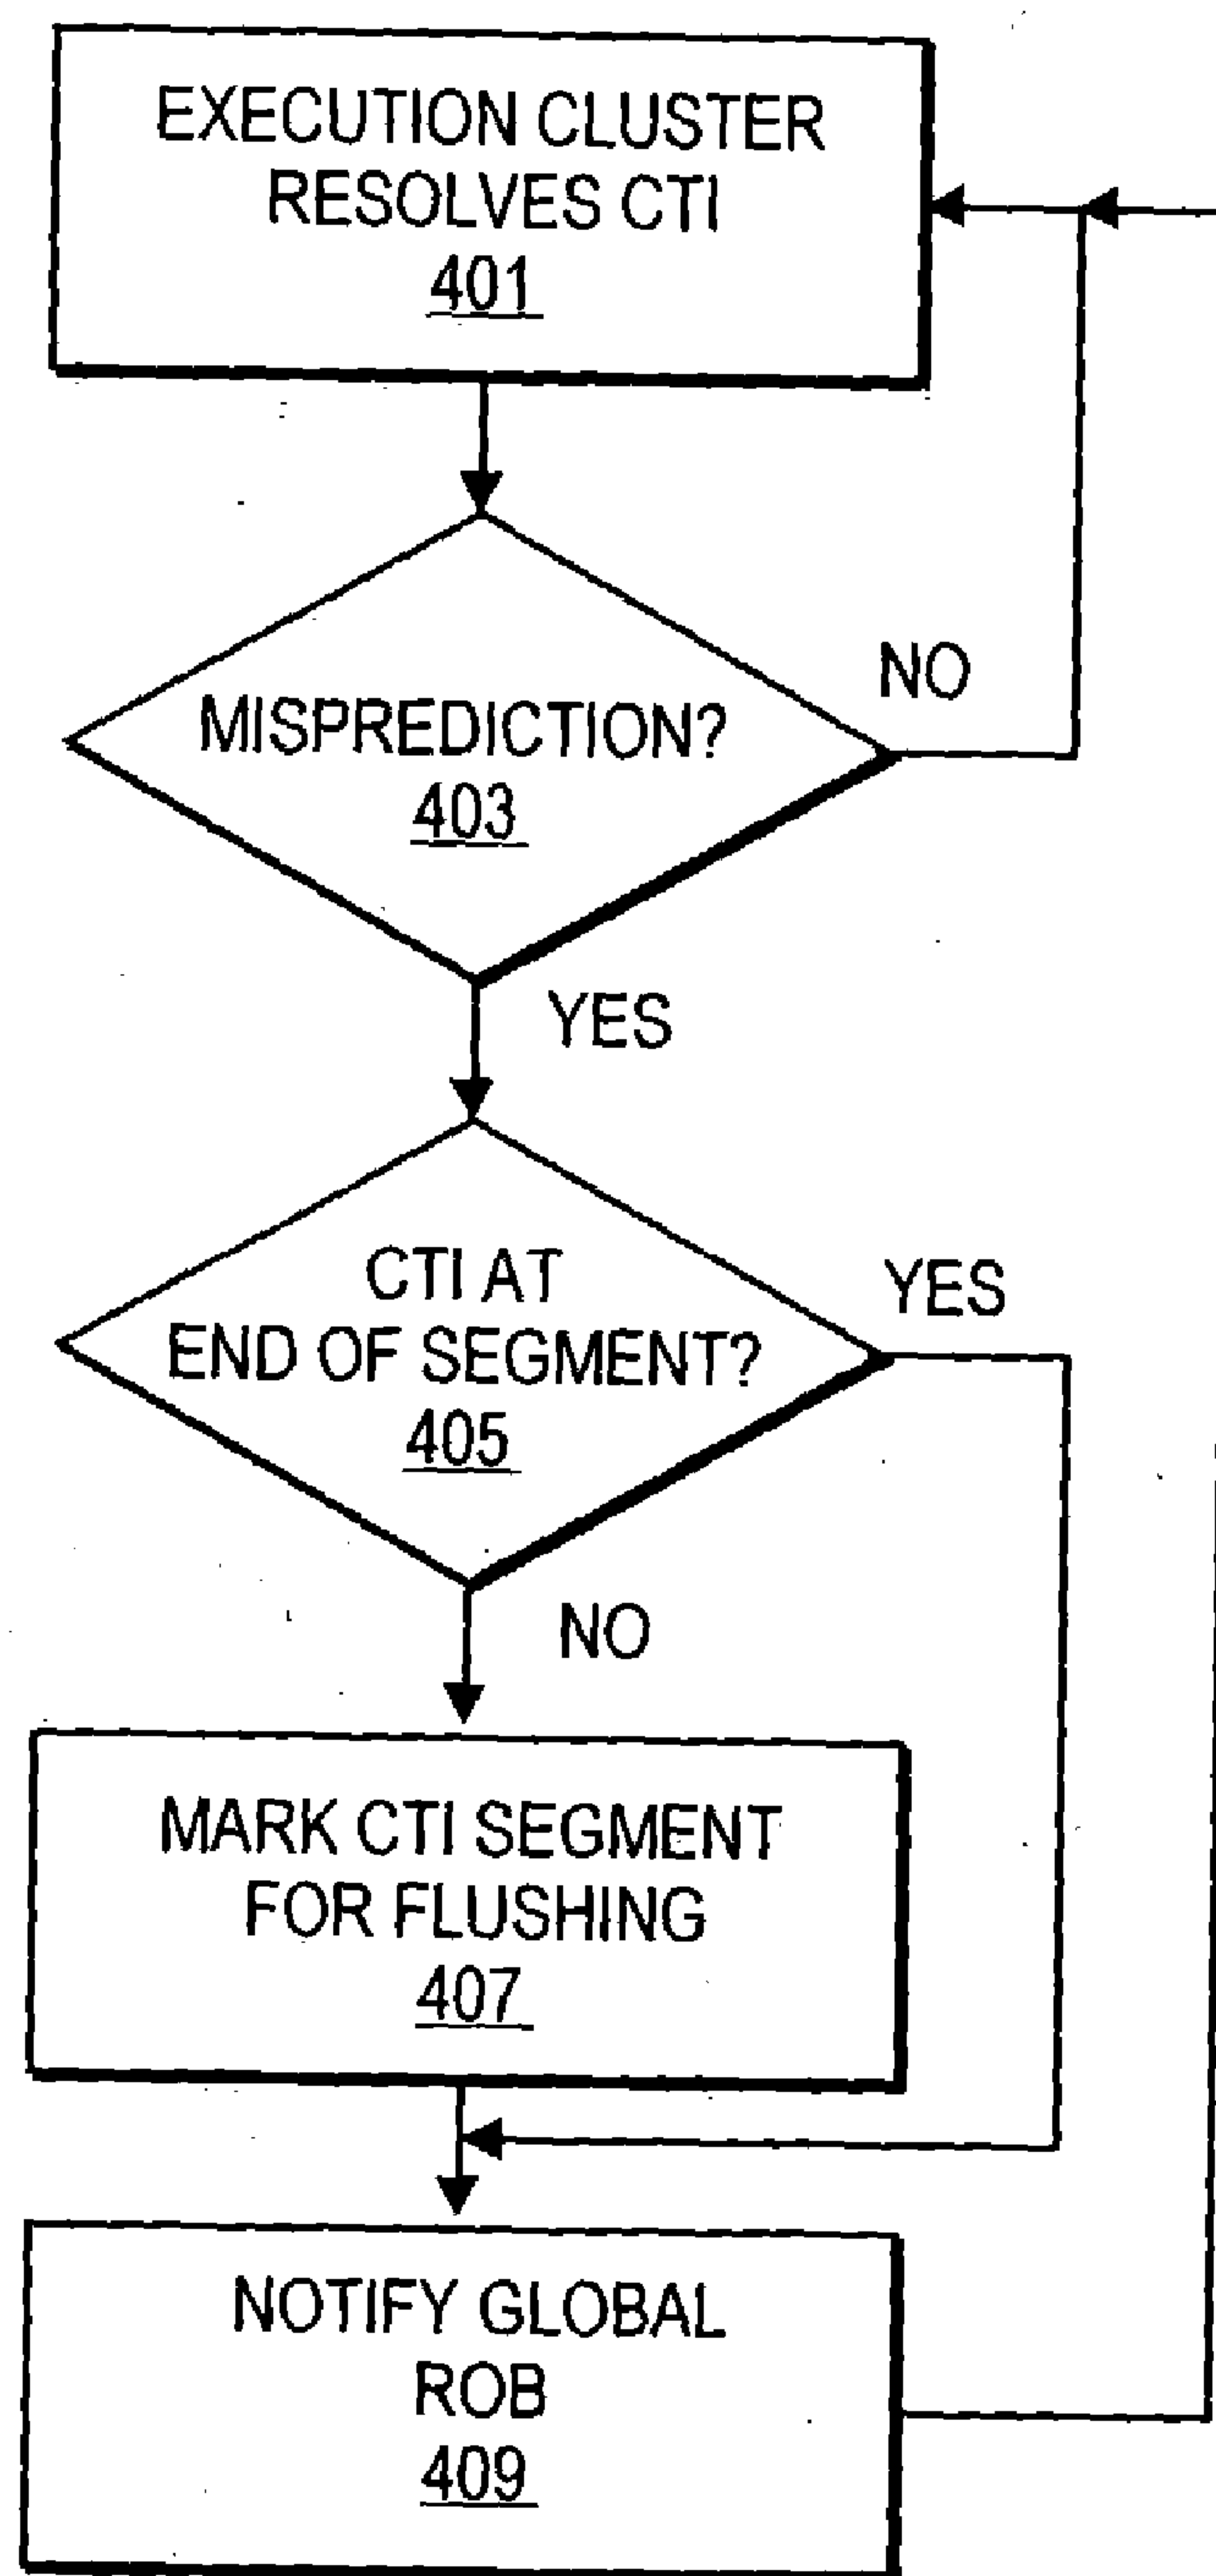 EXECUTION CLUSTER
RESOLVES CTI
401
MISPREDICTION?
403
NO
YES
CTI AT
END OF SEGMENT?
405
YES
NO
MARK CTI SEGMENT
FOR FLUSHING
407
NOTIFY GLOBAL
ROB
409